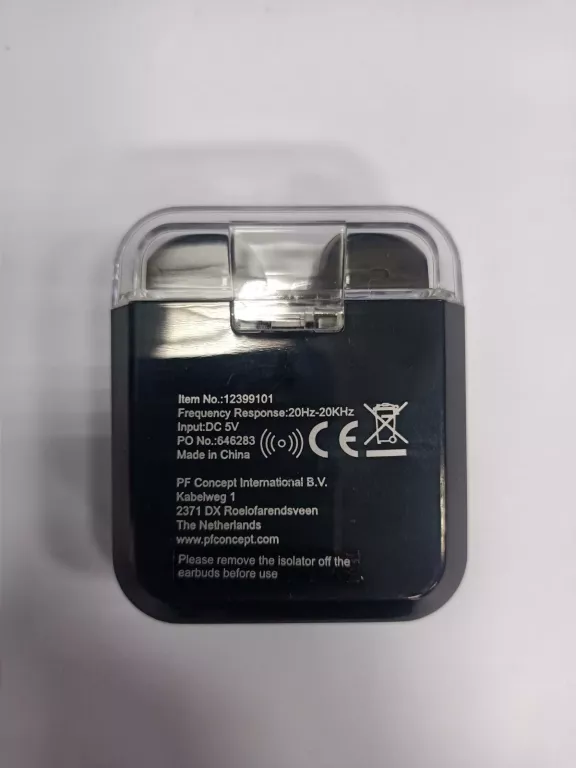 Item No.:12399101
Frequency Response:20Hz-20KHz
Input:DC 5V
PO No.:646283
Made in China
CE
PF Concept International B.V.
Kabelweg 1
2371 DX Roelofarendsveen
The Netherlands
www.pfconcept.com
Please remove the isolator off the
earbuds before use